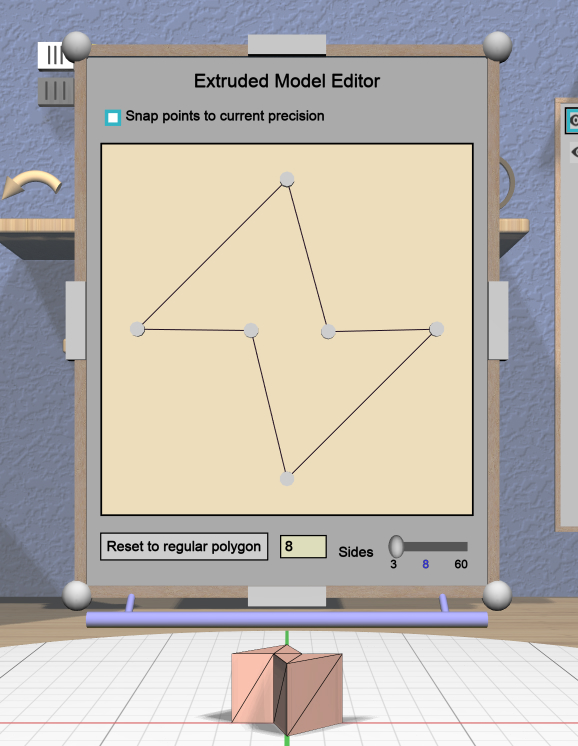 Extruded Model Editor
Snap points to current precision
Reset to regular polygon 8 Sides
3 8 60